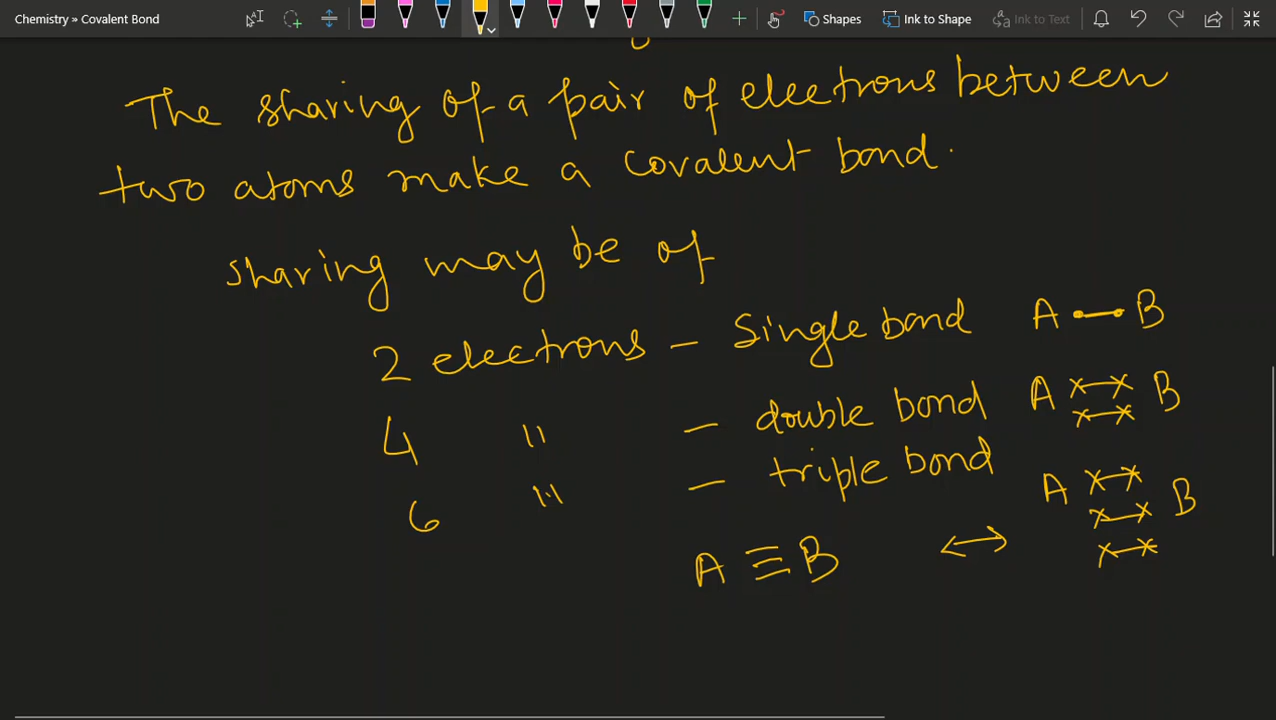 Chemistry » Covalent Bond
Shapes Ink to Shape Ink to Text
The sharing of a pair of electrons between
two atoms make a covalent bond.
sharing may be of
2 electrons – Single bond A — B
4 " – double bond A x—x B
x—x
6 " – triple bond A x—x B
x—x
x—x
A ≡ B ↔